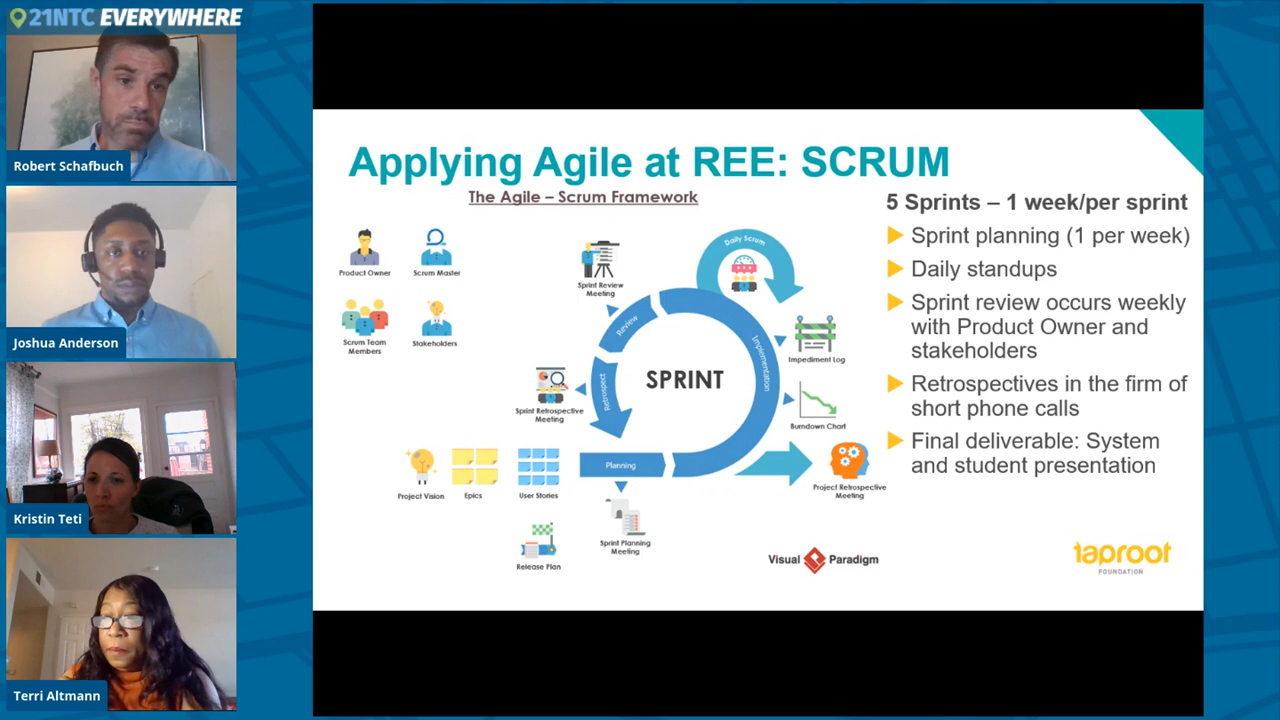 21NTC EVERYWHERE
Robert Schafbuch
Joshua Anderson
Kristin Teti
Terri Altmann
Applying Agile at REE: SCRUM
The Agile – Scrum Framework
Product Owner
Scrum Master
Scrum Team
Members
Stakeholders
Sprint Review
Meeting
Daily Scrum
Review
Implementation
Impediment Log
SPRINT
Retrospect
Sprint Retrospective
Meeting
Burndown Chart
Planning
Project Vision
Epics
User Stories
Project Retrospective
Meeting
Sprint Planning
Meeting
Release Plan
Visual Paradigm
5 Sprints – 1 week/per sprint
Sprint planning (1 per week)
Daily standups
Sprint review occurs weekly
with Product Owner and
stakeholders
Retrospectives in the firm of
short phone calls
Final deliverable: System
and student presentation
taproot
FOUNDATION